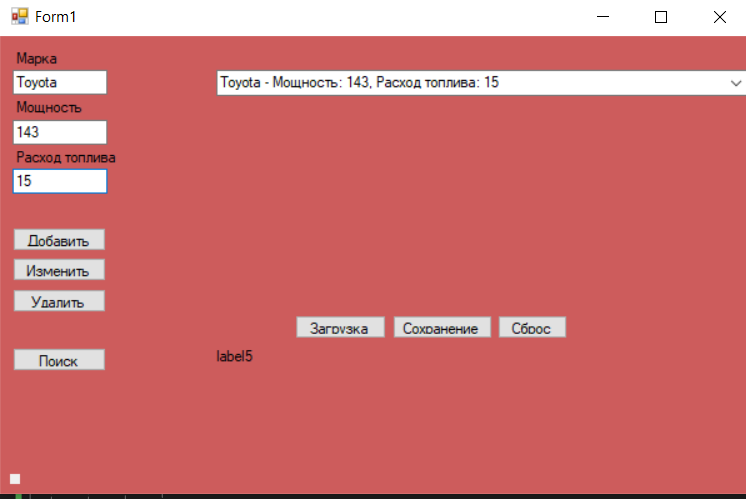 Form1
Марка
Toyota
Toyota - Мощность: 143, Расход топлива: 15
Мощность
143
Расход топлива
15
Добавить
Изменить
Удалить
Загрузка Сохранение Сброс
Поиск
label5